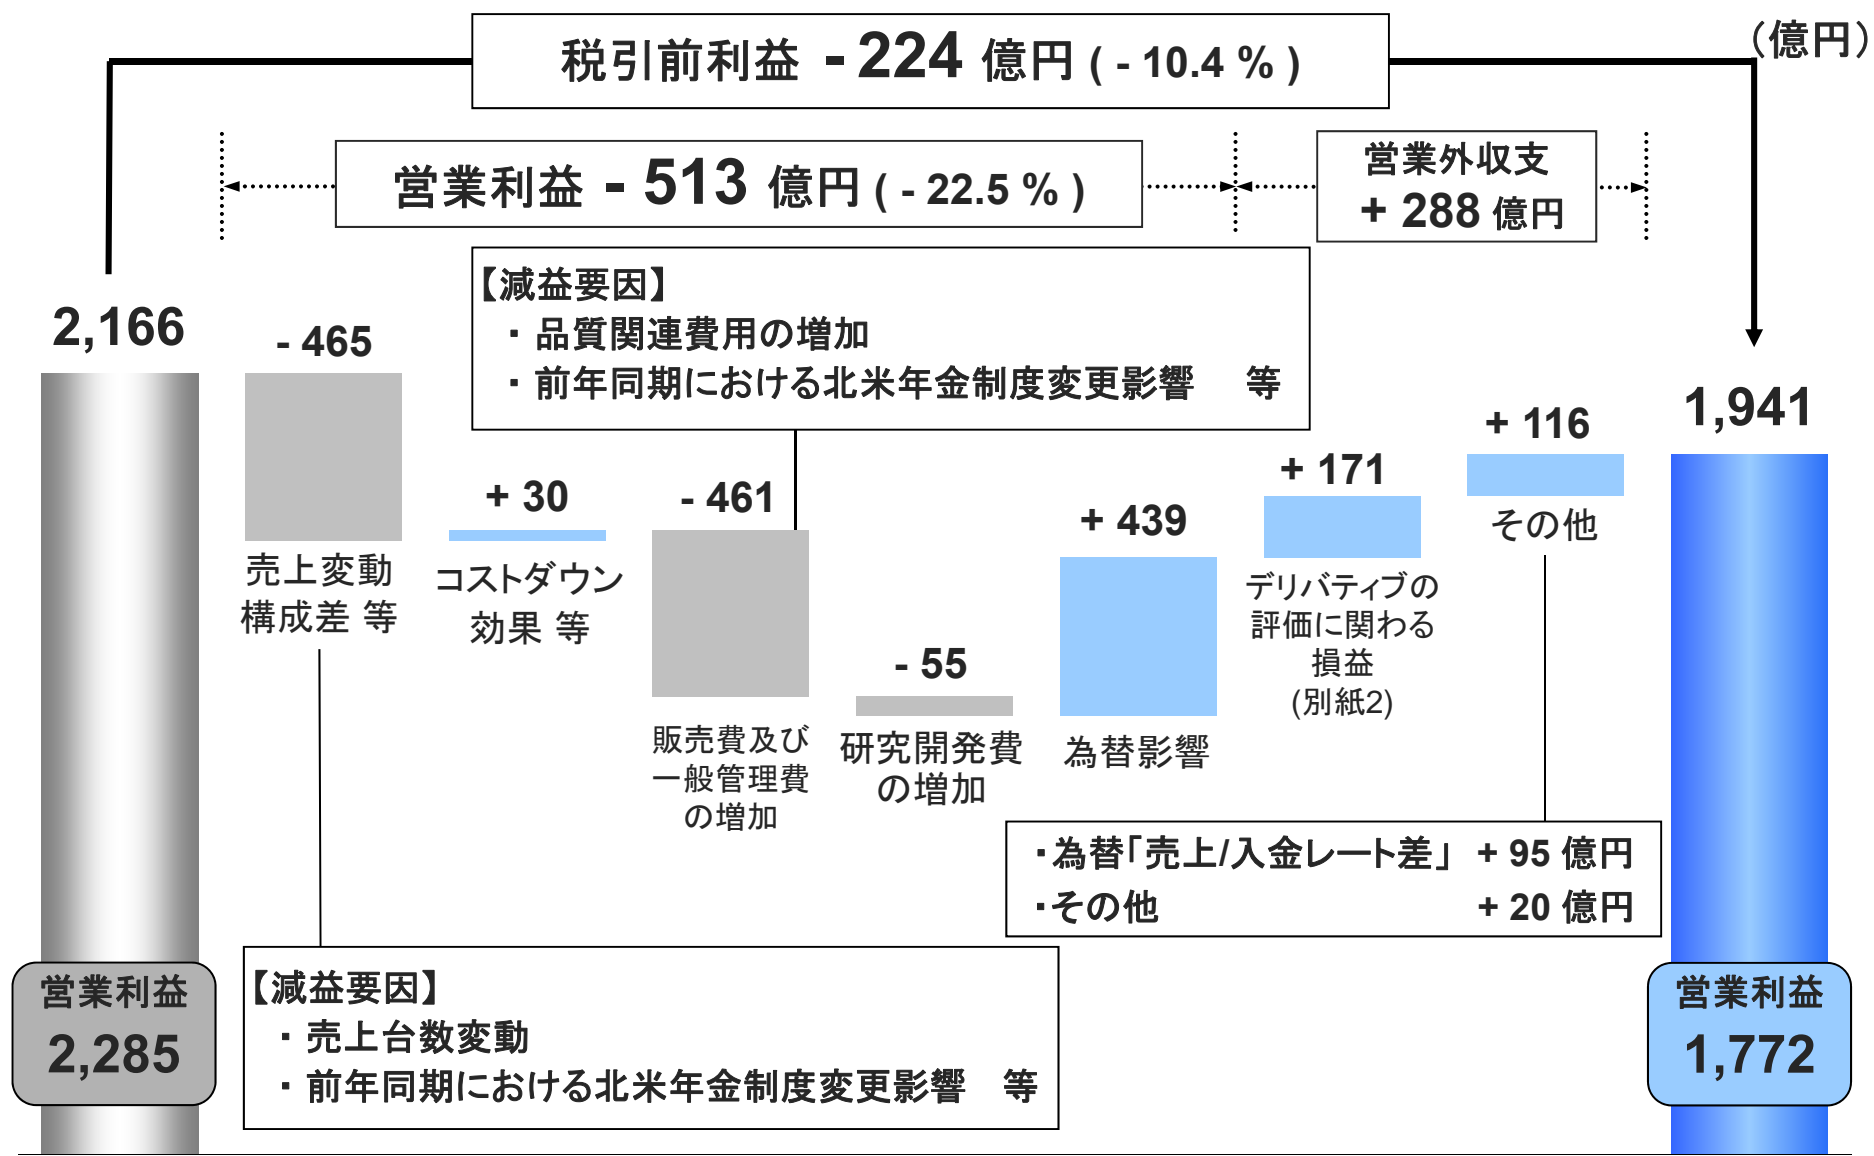 (億円)
税引前利益 - 224 億円 ( - 10.4 % )
営業利益 - 513 億円 ( - 22.5 % )
営業外収支
+ 288 億円
【減益要因】
・ 品質関連費用の増加
・ 前年同期における北米年金制度変更影響 等
2,166
- 465
売上変動
構成差 等
+ 30
コストダウン
効果 等
- 461
販売費及び
一般管理費
の増加
- 55
研究開発費
の増加
+ 439
為替影響
+ 171
デリバティブの
評価に関わる
損益
(別紙2)
+ 116
その他
1,941
・為替「売上/入金レート差」 + 95 億円
・その他 + 20 億円
営業利益
2,285
【減益要因】
・ 売上台数変動
・ 前年同期における北米年金制度変更影響 等
営業利益
1,772